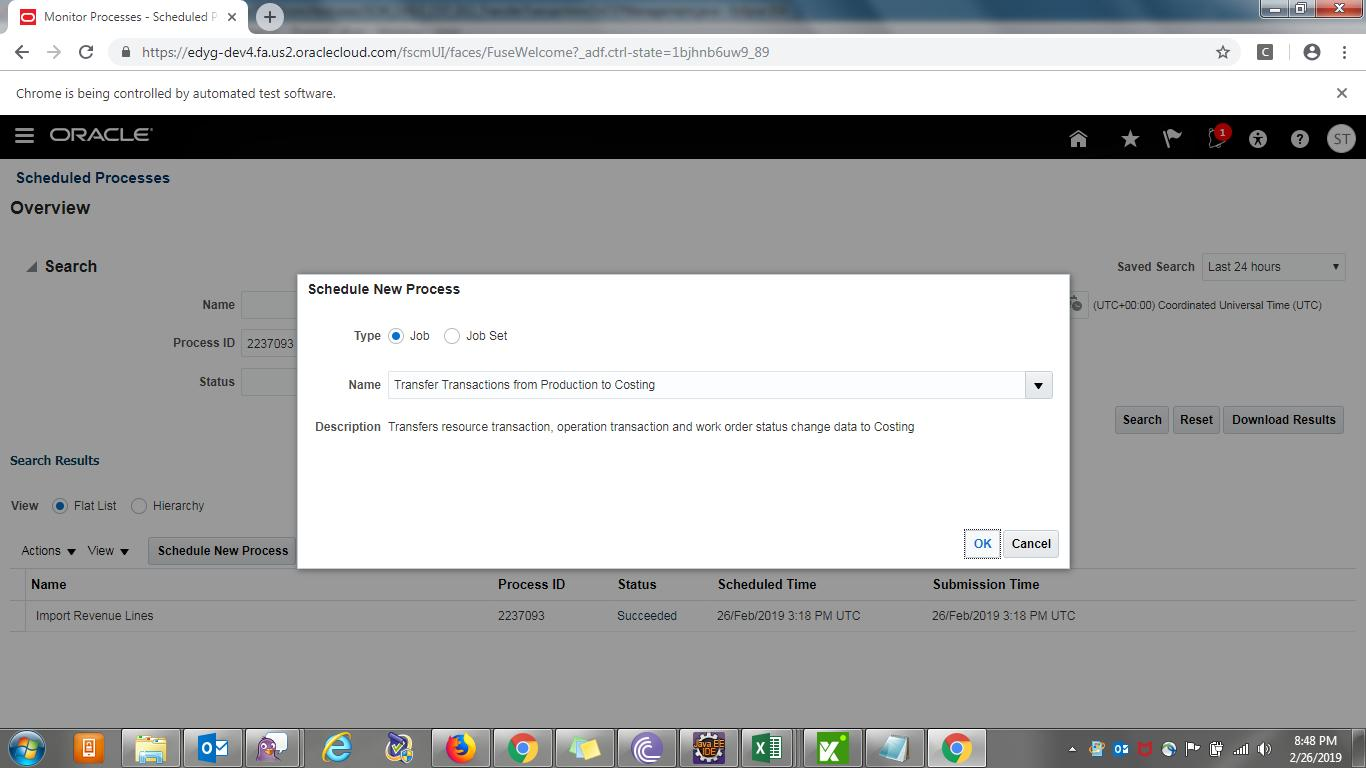 Monitor Processes - Scheduled P
https://edyg-dev4.fa.us2.oraclecloud.com/fscmUI/faces/FuseWelcome?_adf.ctrl-state=1bjhnb6uw9_89
C
Chrome is being controlled by automated test software.
ORACLE
1
?
ST
Scheduled Processes
Overview
Search
Saved Search Last 24 hours
Name
(UTC+00:00) Coordinated Universal Time (UTC)
Process ID 2237093
Status
Search Reset Download Results
Schedule New Process
Type Job Job Set
Name Transfer Transactions from Production to Costing
Description Transfers resource transaction, operation transaction and work order status change data to Costing
OK Cancel
Search Results
View Flat List Hierarchy
Actions View Schedule New Process
Name Process ID Status Scheduled Time Submission Time
Import Revenue Lines 2237093 Succeeded 26/Feb/2019 3:18 PM UTC 26/Feb/2019 3:18 PM UTC
Java EE
IDE
8:48 PM
2/26/2019